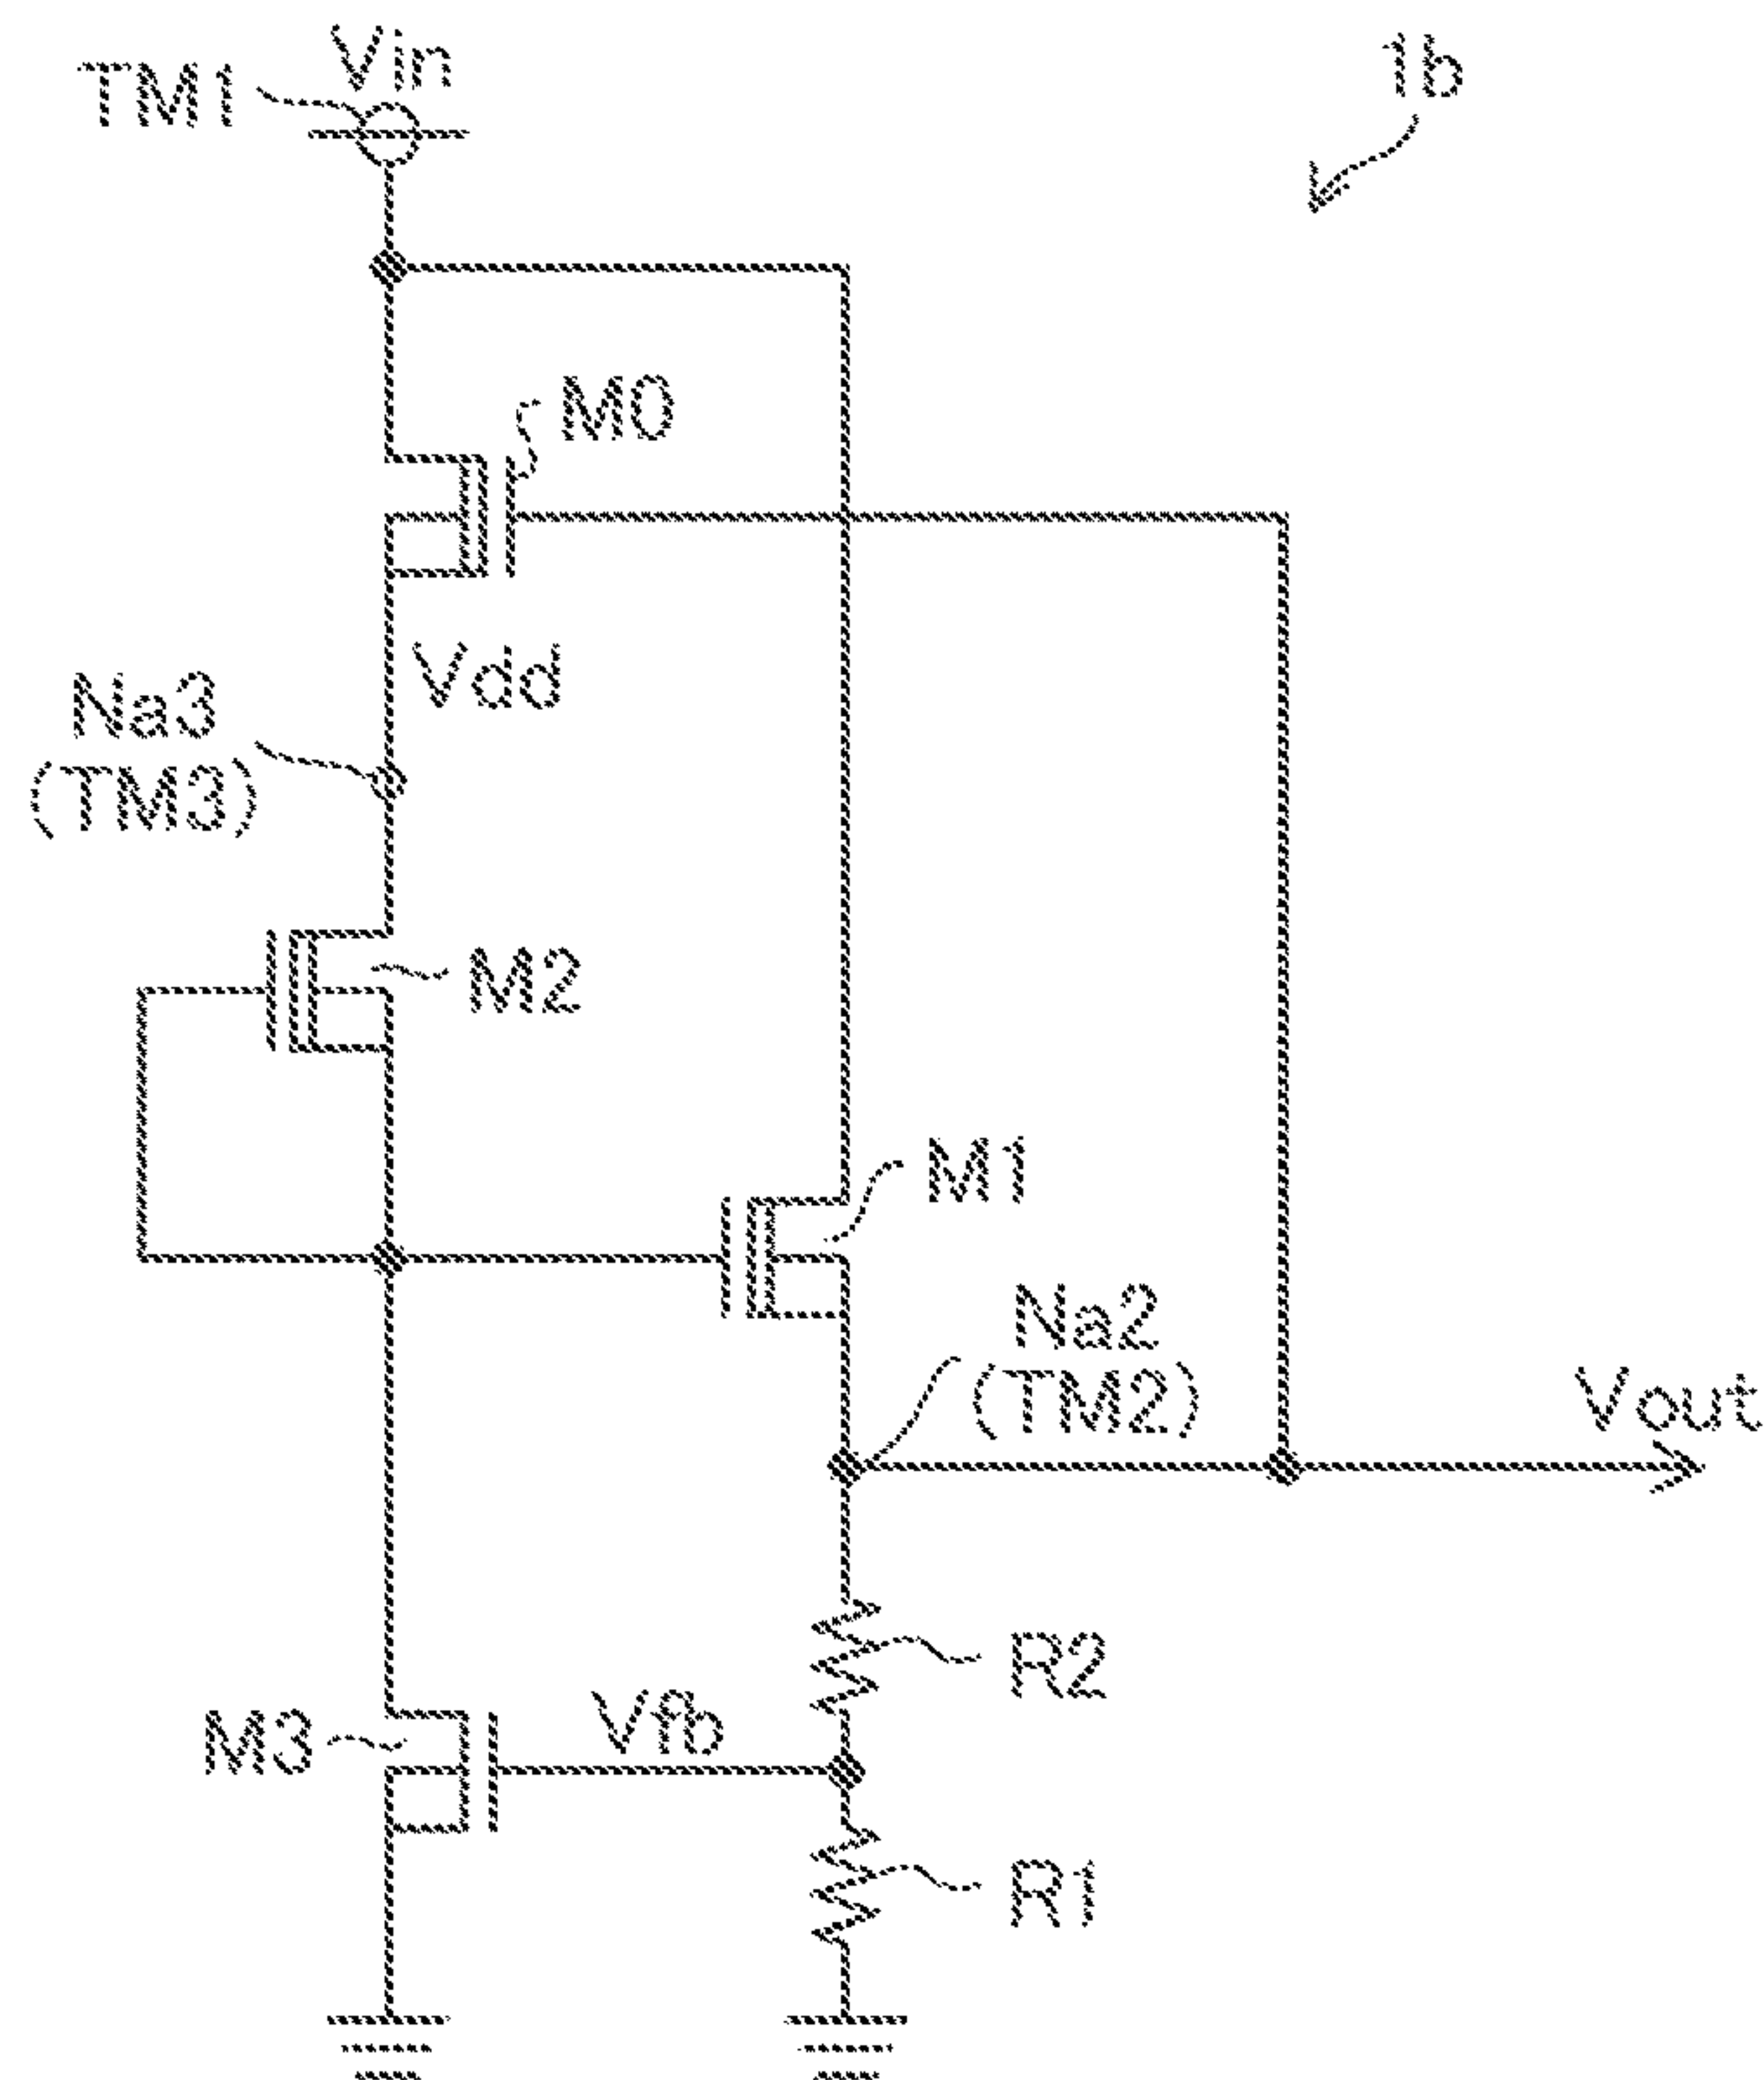 Vin
TM1
1b
M0
Vdd
Na3
(TM3)
M2
M1
Na2
(TM2)
Vout
R2
Vfb
M3
R1